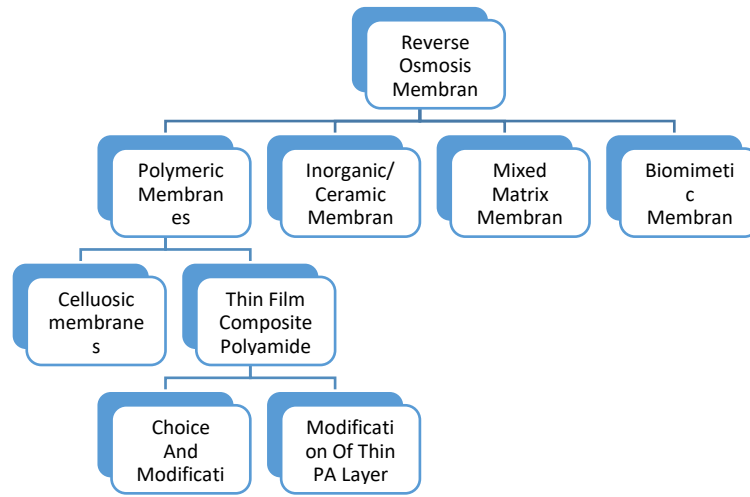 Reverse
Osmosis
Membran
Polymeric
Membran
es
Inorganic/
Ceramic
Membran
Mixed
Matrix
Membran
Biomimeti
c
Membran
Celluosic
membrane
s
Thin Film
Composite
Polyamide
Choice
And
Modificati
Modificati
on Of Thin
PA Layer